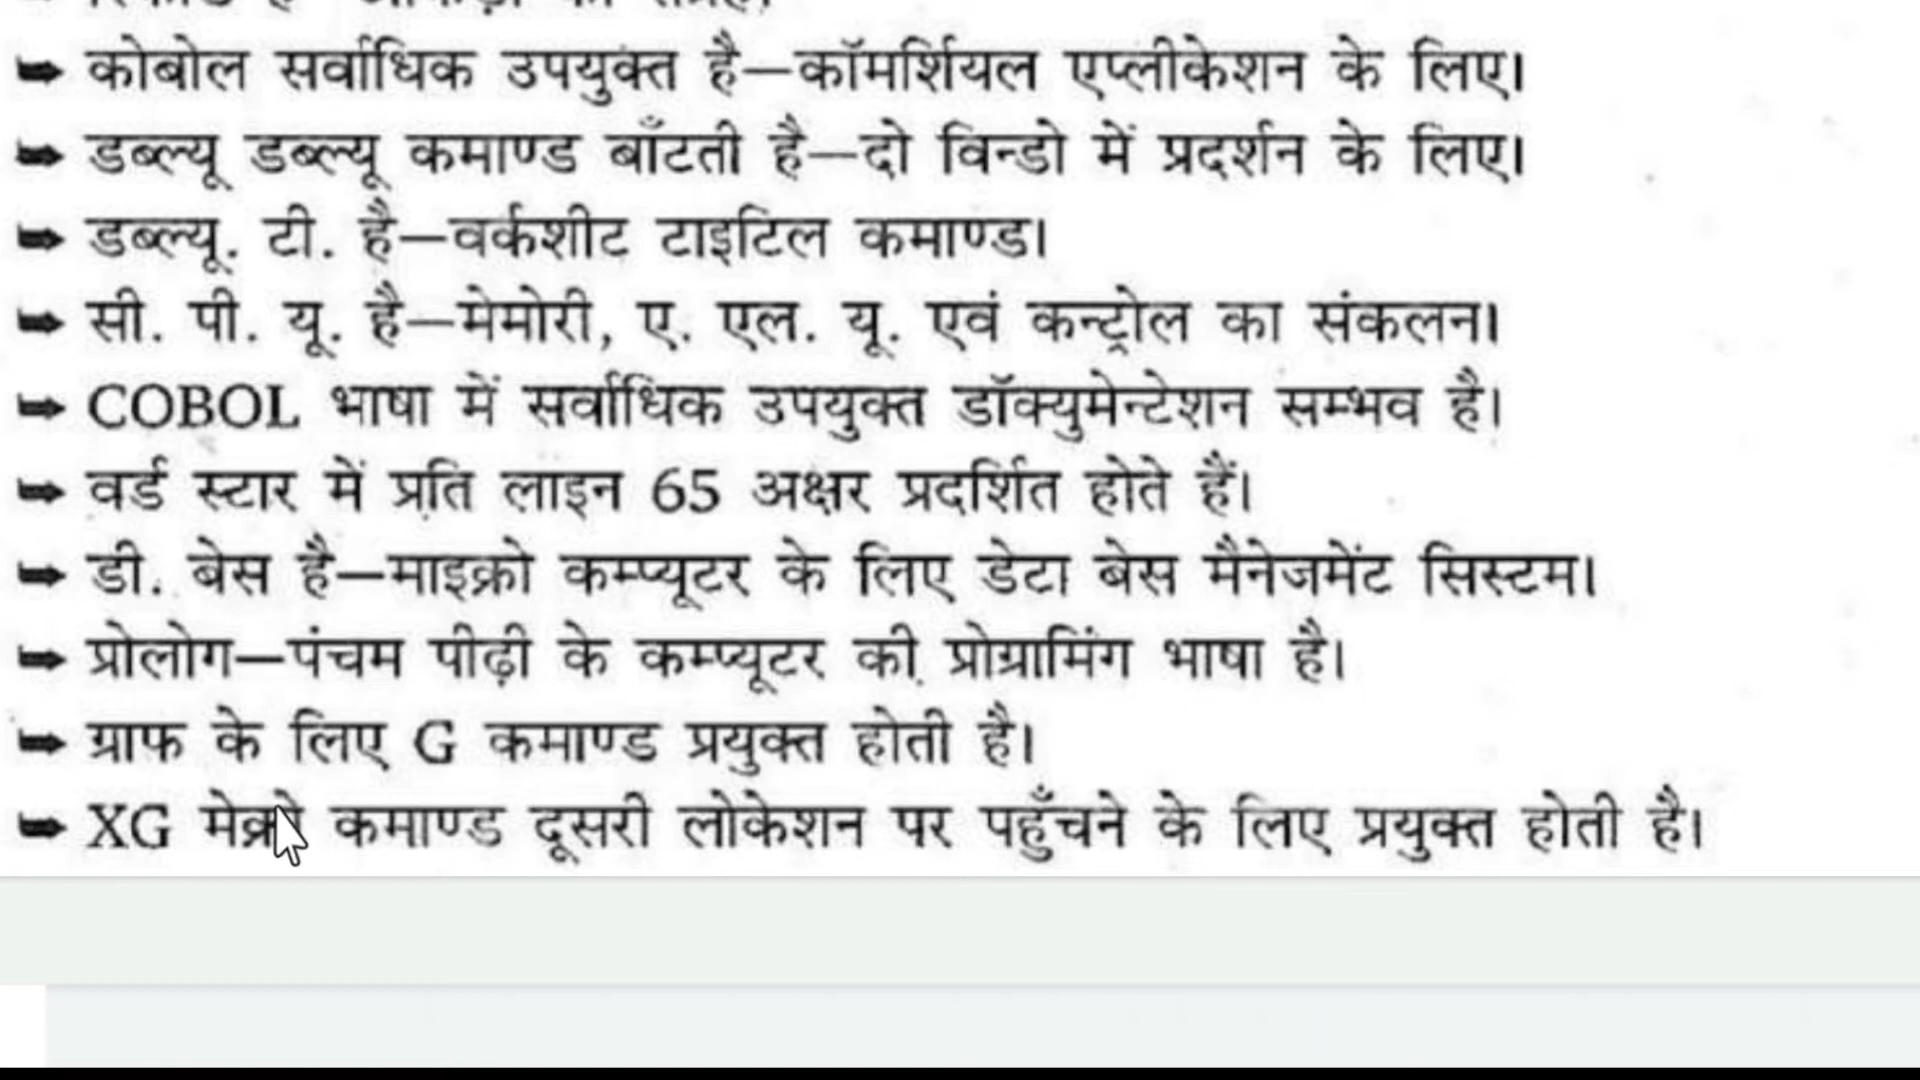 ➥ कोबोल सर्वाधिक उपयुक्त है—कॉमर्शियल एप्लीकेशन के लिए।
➥ डब्ल्यू डब्ल्यू कमाण्ड बाँटती है—दो विन्डो में प्रदर्शन के लिए।
➥ डब्ल्यू. टी. है—वर्कशीट टाइटिल कमाण्ड।
➥ सी. पी. यू. है—मेमोरी, ए. एल. यू. एवं कन्ट्रोल का संकलन।
➥ COBOL भाषा में सर्वाधिक उपयुक्त डॉक्युमेन्टेशन सम्भव है।
➥ वर्ड स्टार में प्रति लाइन 65 अक्षर प्रदर्शित होते हैं।
➥ डी. बेस है—माइक्रो कम्प्यूटर के लिए डेटा बेस मैनेजमेंट सिस्टम।
➥ प्रोलोग—पंचम पीढ़ी के कम्प्यूटर की प्रोग्रामिंग भाषा है।
➥ ग्राफ के लिए G कमाण्ड प्रयुक्त होती है।
➥ XG मेक्रो कमाण्ड दूसरी लोकेशन पर पहुँचने के लिए प्रयुक्त होती है।